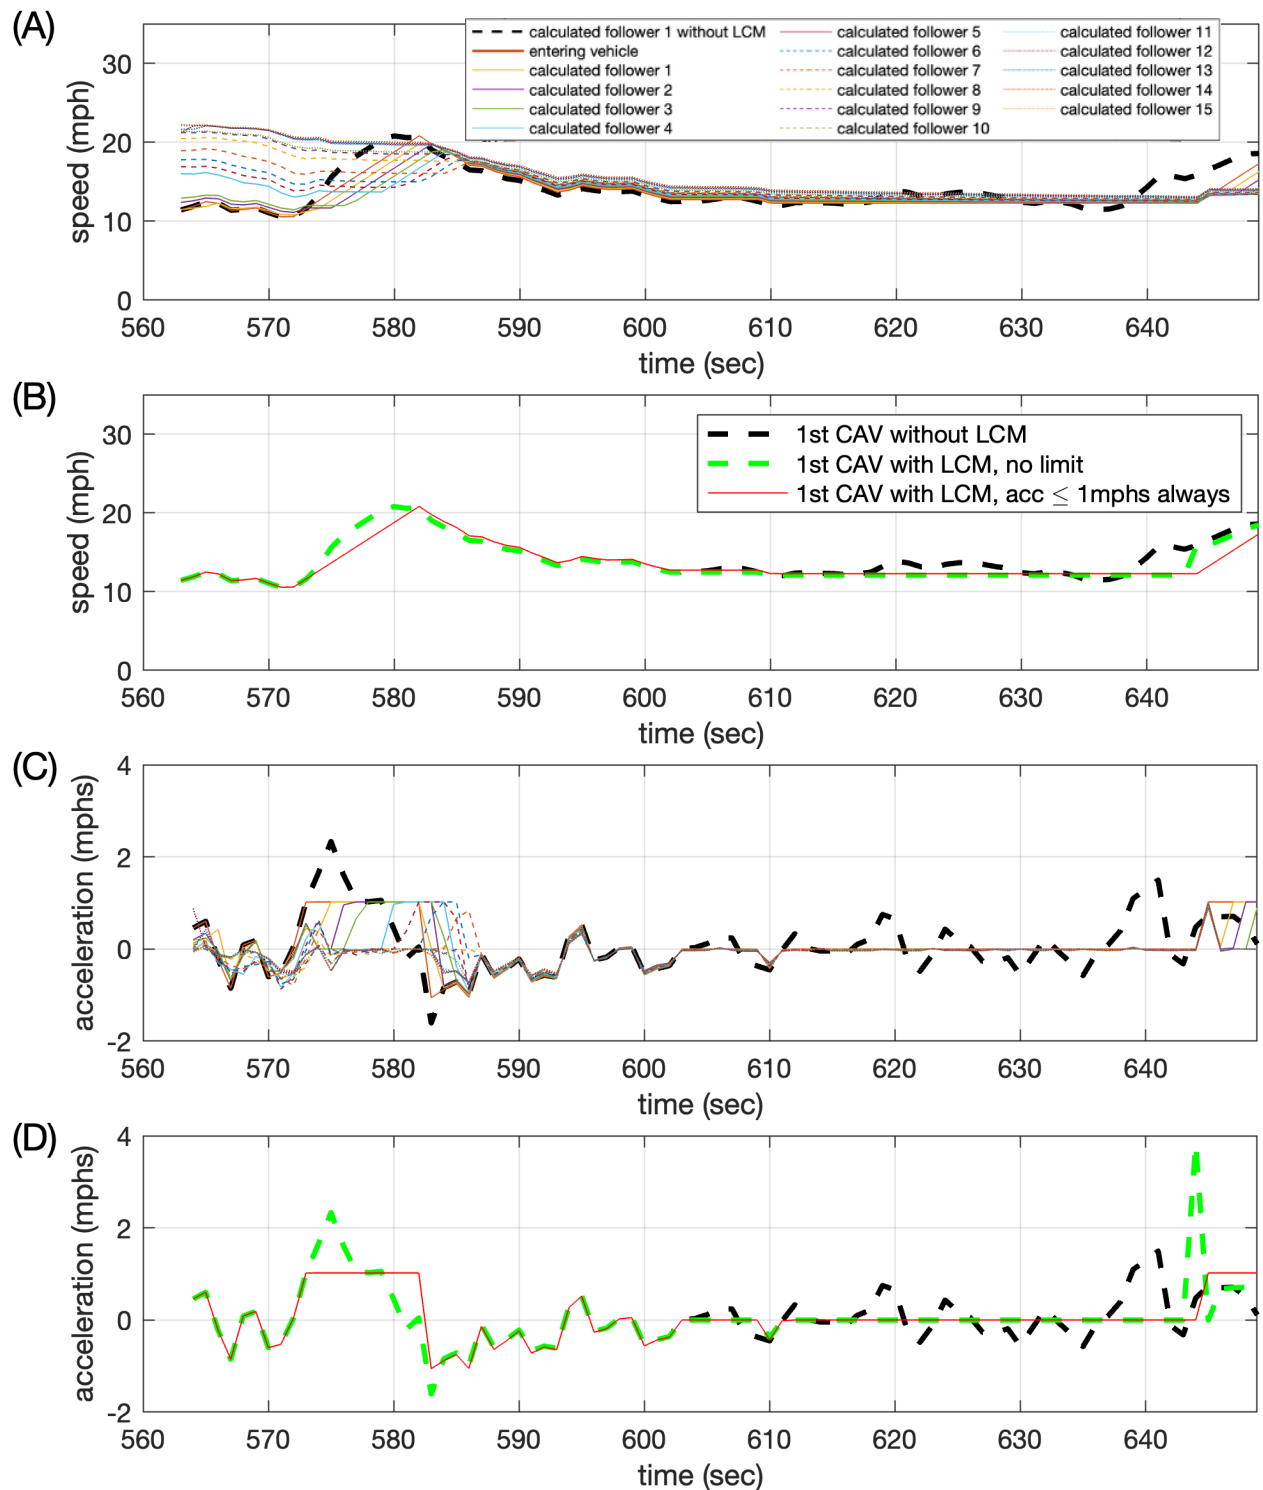 (A)
calculated follower 1 without LCM
entering vehicle
calculated follower 1
calculated follower 2
calculated follower 3
calculated follower 4
calculated follower 5
calculated follower 6
calculated follower 7
calculated follower 8
calculated follower 9
calculated follower 10
calculated follower 11
calculated follower 12
calculated follower 13
calculated follower 14
calculated follower 15
speed (mph)
30
20
10
0
560 570 580 590 600 610 620 630 640
time (sec)
(B)
1st CAV without LCM
1st CAV with LCM, no limit
1st CAV with LCM, acc ≤ 1mphs always
speed (mph)
30
20
10
0
560 570 580 590 600 610 620 630 640
time (sec)
(C)
acceleration (mphs)
4
2
0
-2
560 570 580 590 600 610 620 630 640
time (sec)
(D)
acceleration (mphs)
4
2
0
-2
560 570 580 590 600 610 620 630 640
time (sec)